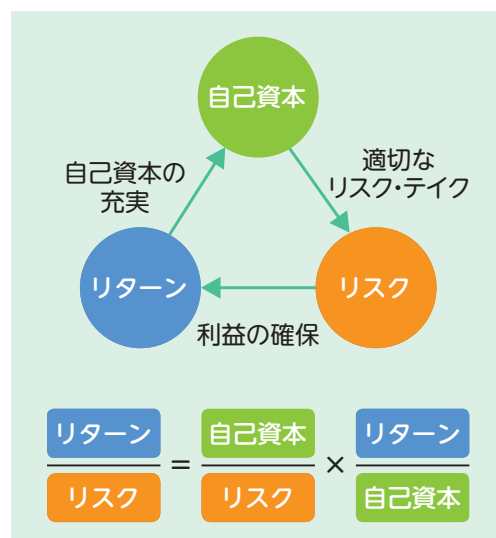 自己資本
自己資本の
充実
適切な
リスク・テイク
リターン
リスク
利益の確保
リターン
リスク
=
自己資本
リスク
×
リターン
自己資本